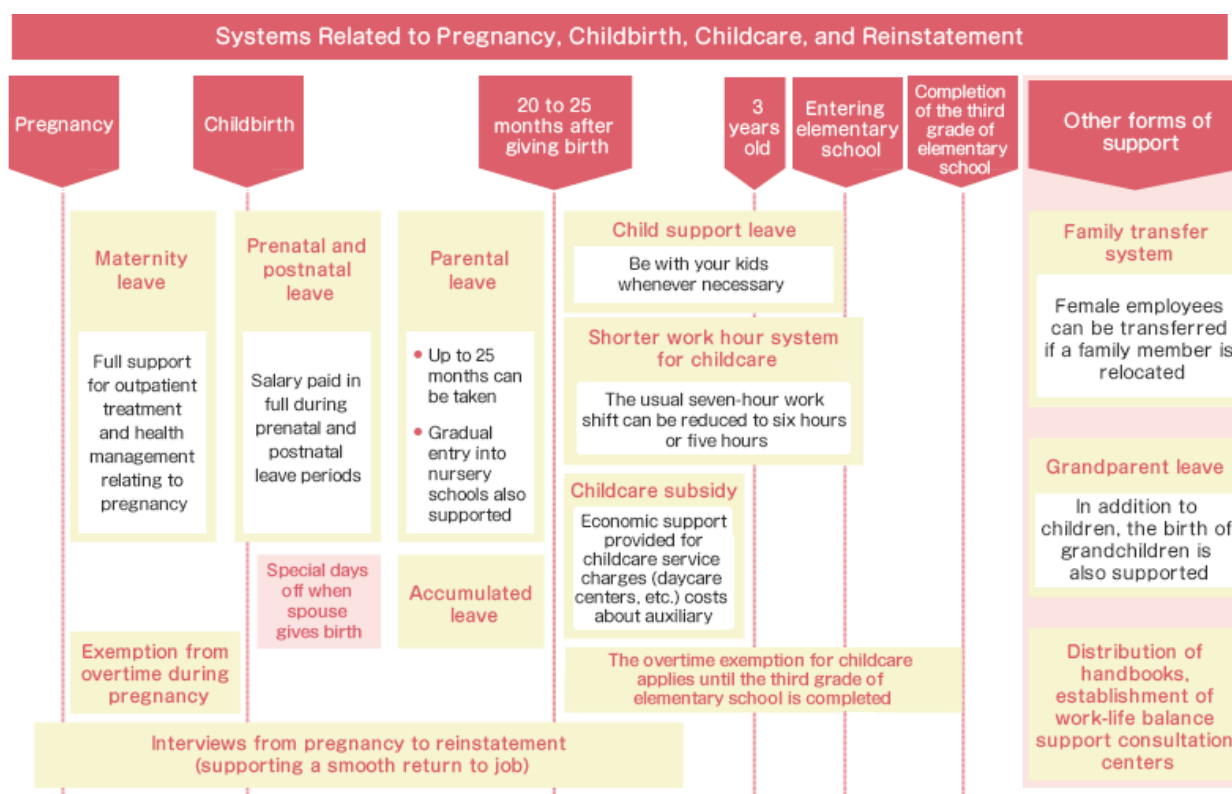 Systems Related to Pregnancy, Childbirth, Childcare, and Reinstatement
Pregnancy
Childbirth
20 to 25
months after
giving birth
3
years
old
Entering
elementary
school
Completion
of the third
grade of
elementary
school
Other forms of
support
Maternity
leave
Full support
for outpatient
treatment
and health
management
relating to
pregnancy
Prenatal and
postnatal
leave
Salary paid in
full during
prenatal and
postnatal
leave periods
Parental
leave
• Up to 25
months can
be taken
• Gradual
entry into
nursery
schools also
supported
Child support leave
Be with your kids
whenever necessary
Shorter work hour system
for childcare
The usual seven-hour work
shift can be reduced to six hours
or five hours
Childcare subsidy
Economic support
provided for
childcare service
charges (daycare
centers, etc.) costs
about auxiliary
Special days
off when
spouse
gives birth
Accumulated
leave
Exemption from
overtime during
pregnancy
The overtime exemption for childcare
applies until the third grade of
elementary school is completed
Interviews from pregnancy to reinstatement
(supporting a smooth return to job)
Family transfer
system
Female employees
can be transferred
if a family member is
relocated
Grandparent leave
In addition to
children, the birth of
grandchildren is
also supported
Distribution of
handbooks,
establishment of
work-life balance
support consultation
centers